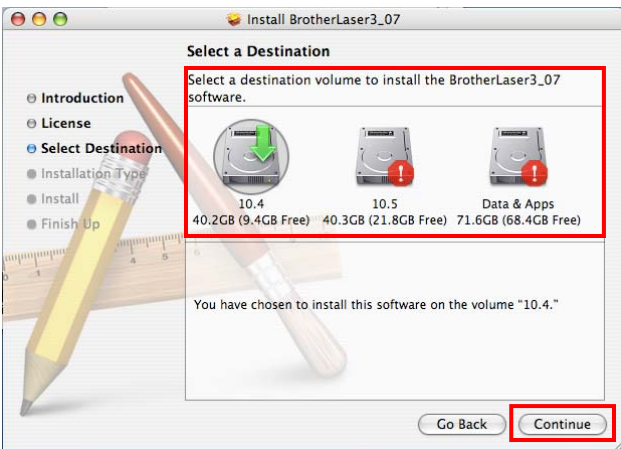 Install BrotherLaser3_07
Select a Destination
Introduction
License
Select Destination
Installation Type
Install
Finish Up
Select a destination volume to install the BrotherLaser3_07
software.
10.4
40.2GB (9.4GB Free)
10.5
40.3GB (21.8GB Free)
Data & Apps
71.6GB (68.4GB Free)
4 5
1
You have chosen to install this software on the volume "10.4."
Go Back
Continue